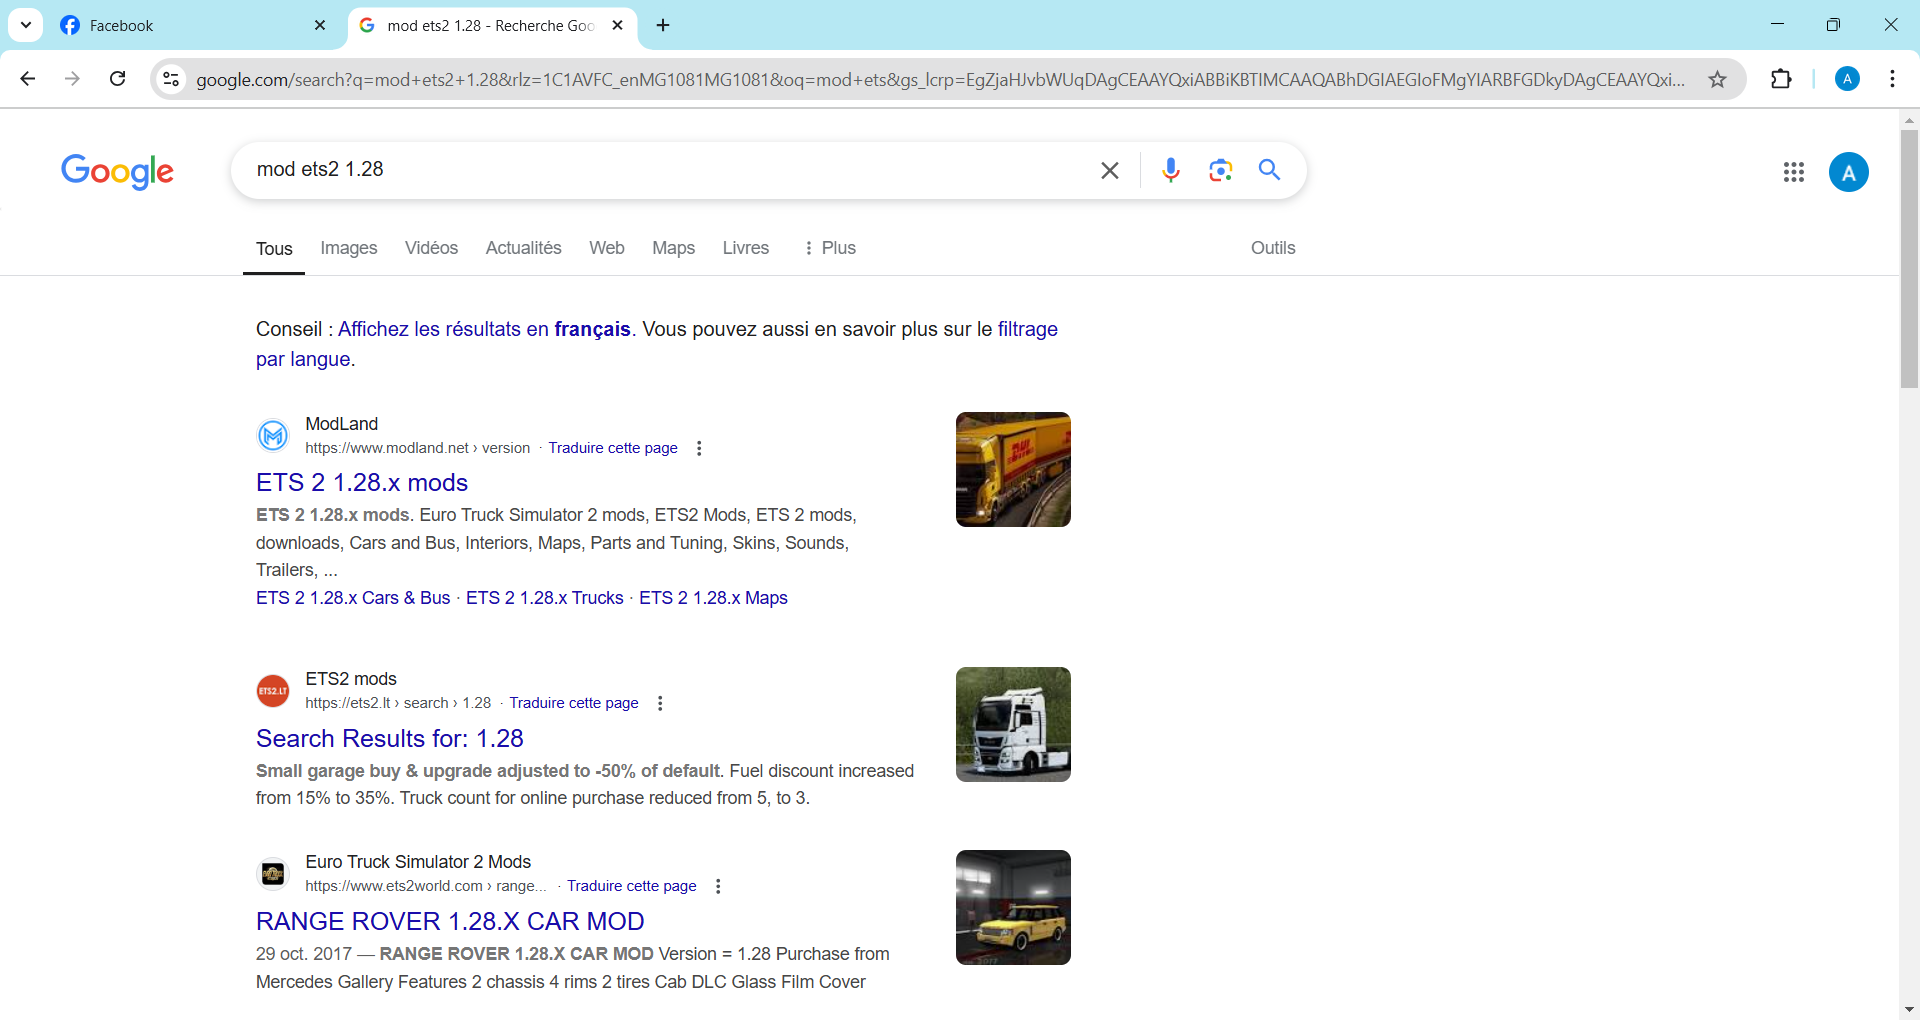 Facebook
mod ets2 1.28 - Recherche Goo
google.com/search?q=mod+ets2+1.28&rlz=1C1AVFC_enMG1081MG1081&oq=mod+ets&gs_lcrp=EgZjaHJvbWUqDAgCEAAYQxiABBiKBTIMCAAQABhDGIAEGIoFMgYIARBFGDkyDAgCEAAYQxi...
A
Google
mod ets2 1.28
A
Tous Images Vidéos Actualités Web Maps Livres Plus Outils
Conseil : Affichez les résultats en français. Vous pouvez aussi en savoir plus sur le filtrage
par langue.
ModLand
https://www.modland.net › version · Traduire cette page
ETS 2 1.28.x mods
ETS 2 1.28.x mods. Euro Truck Simulator 2 mods, ETS2 Mods, ETS 2 mods,
downloads, Cars and Bus, Interiors, Maps, Parts and Tuning, Skins, Sounds,
Trailers, ...
ETS 2 1.28.x Cars & Bus · ETS 2 1.28.x Trucks · ETS 2 1.28.x Maps
ETS2.LT
ETS2 mods
https://ets2.lt › search › 1.28 · Traduire cette page
Search Results for: 1.28
Small garage buy & upgrade adjusted to -50% of default. Fuel discount increased
from 15% to 35%. Truck count for online purchase reduced from 5, to 3.
Euro Truck Simulator 2 Mods
https://www.ets2world.com › range... · Traduire cette page
RANGE ROVER 1.28.X CAR MOD
29 oct. 2017 — RANGE ROVER 1.28.X CAR MOD Version = 1.28 Purchase from
Mercedes Gallery Features 2 chassis 4 rims 2 tires Cab DLC Glass Film Cover